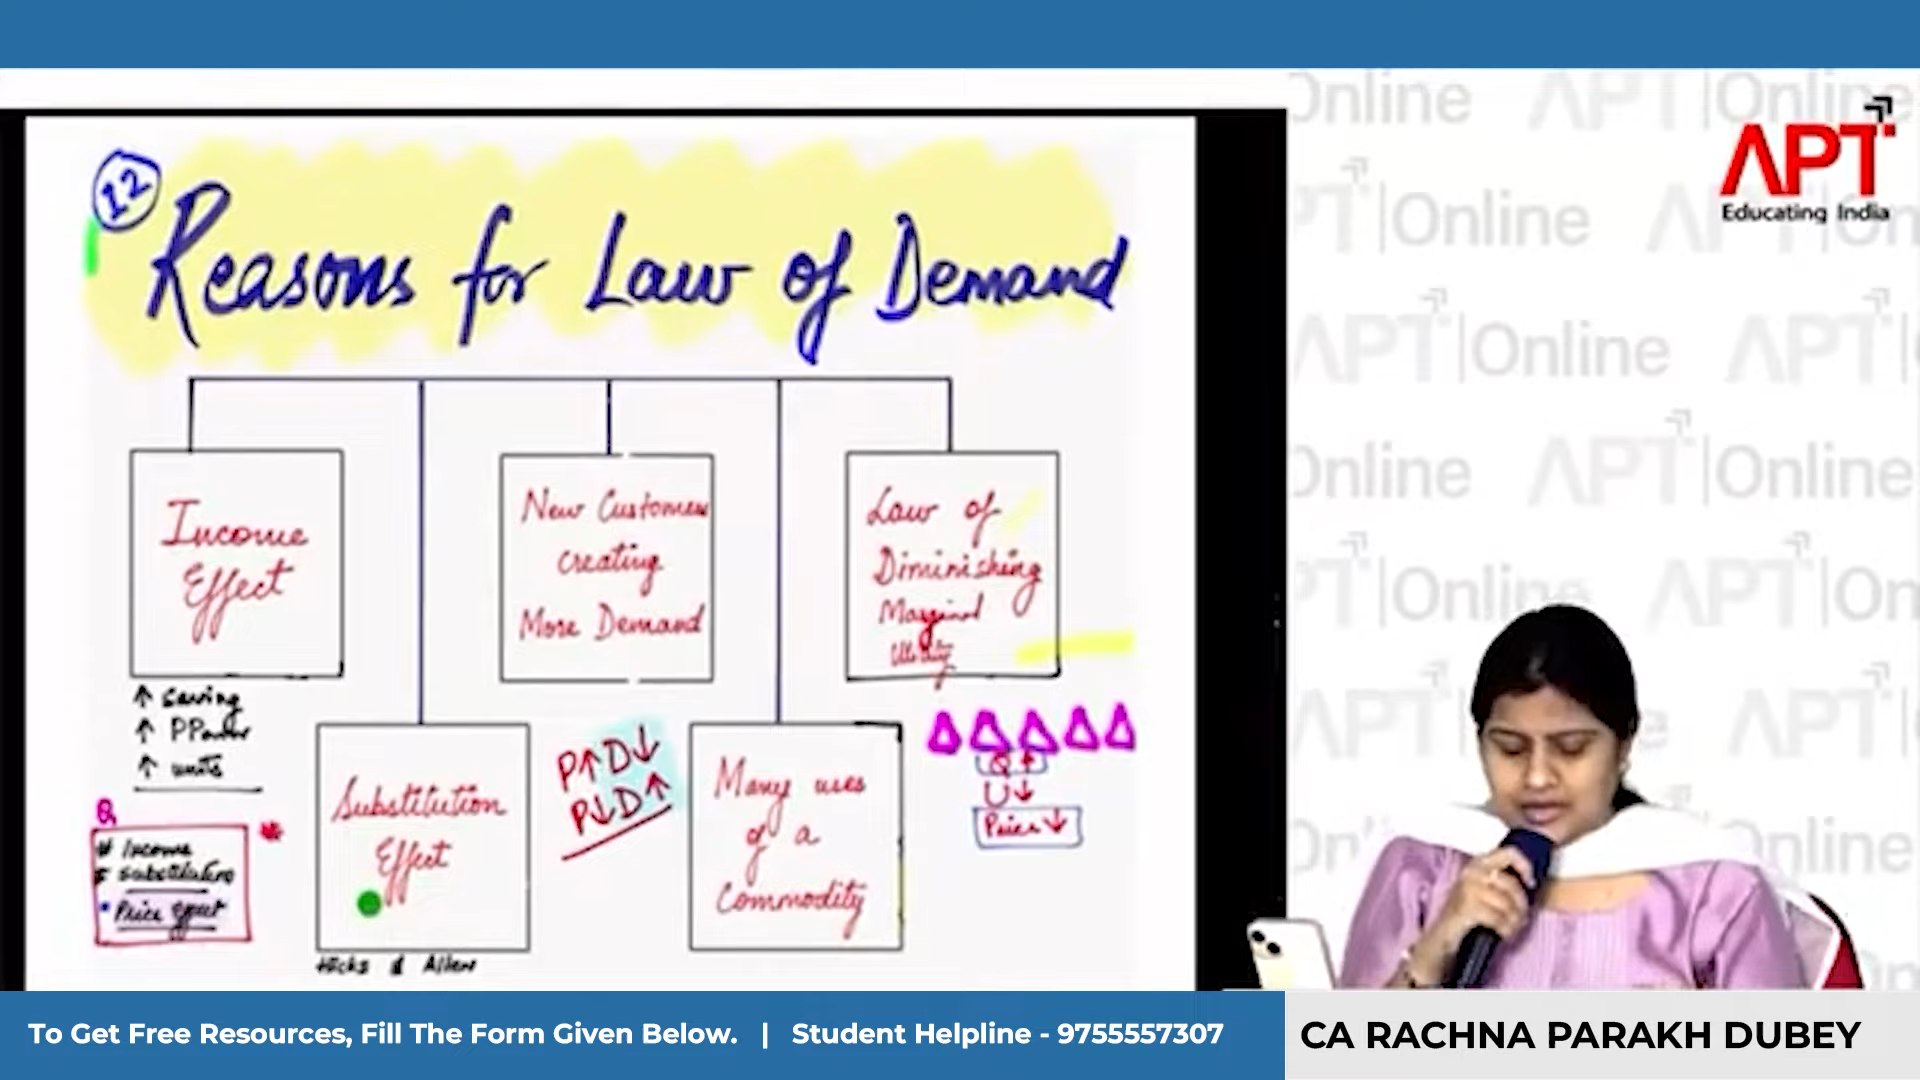 APT
Educating India
12
Reasons for Law of Demand
Income
Effect
New Customers
creating
More Demand
Law of
Diminishing
Marginal
Utility
↑ Saving
↑ PPower
↑ units
Q
# Income
# Substitution
• Price Effect
Substitution
Effect
Hicks & Allen
P↑ D↓
P↓ D↑
Many uses
of a
Commodity
Q↑
U↓
Price↓
To Get Free Resources, Fill The Form Given Below. | Student Helpline - 9755557307
CA RACHNA PARAKH DUBEY
APT|Online